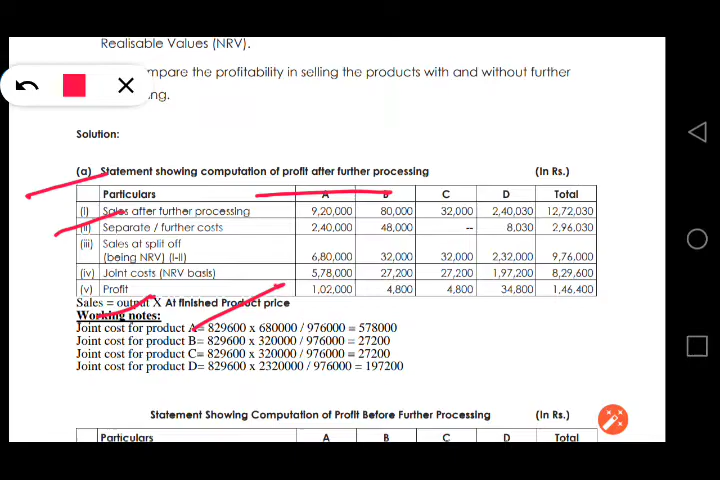 Realisable Values (NRV).
mpare the profitability in selling the products with and without further
ng.
Solution:
(a) Statement showing computation of profit after further processing (In Rs.)
Particulars A B C D Total
(i) Sales after further processing 9,20,000 80,000 32,000 2,40,030 12,72,030
(ii) Separate / further costs 2,40,000 48,000 -- 8,030 2,96,030
(iii) Sales at split off
(being NRV) (I-II) 6,80,000 32,000 32,000 2,32,000 9,76,000
(iv) Joint costs (NRV basis) 5,78,000 27,200 27,200 1,97,200 8,29,600
(v) Profit 1,02,000 4,800 4,800 34,800 1,46,400
Sales = output X At finished Product price
Working notes:
Joint cost for product A= 829600 x 680000 / 976000 = 578000
Joint cost for product B= 829600 x 320000 / 976000 = 27200
Joint cost for product C= 829600 x 320000 / 976000 = 27200
Joint cost for product D= 829600 x 2320000 / 976000 = 197200
Statement Showing Computation of Profit Before Further Processing (In Rs.)
Particulars A B C D Total